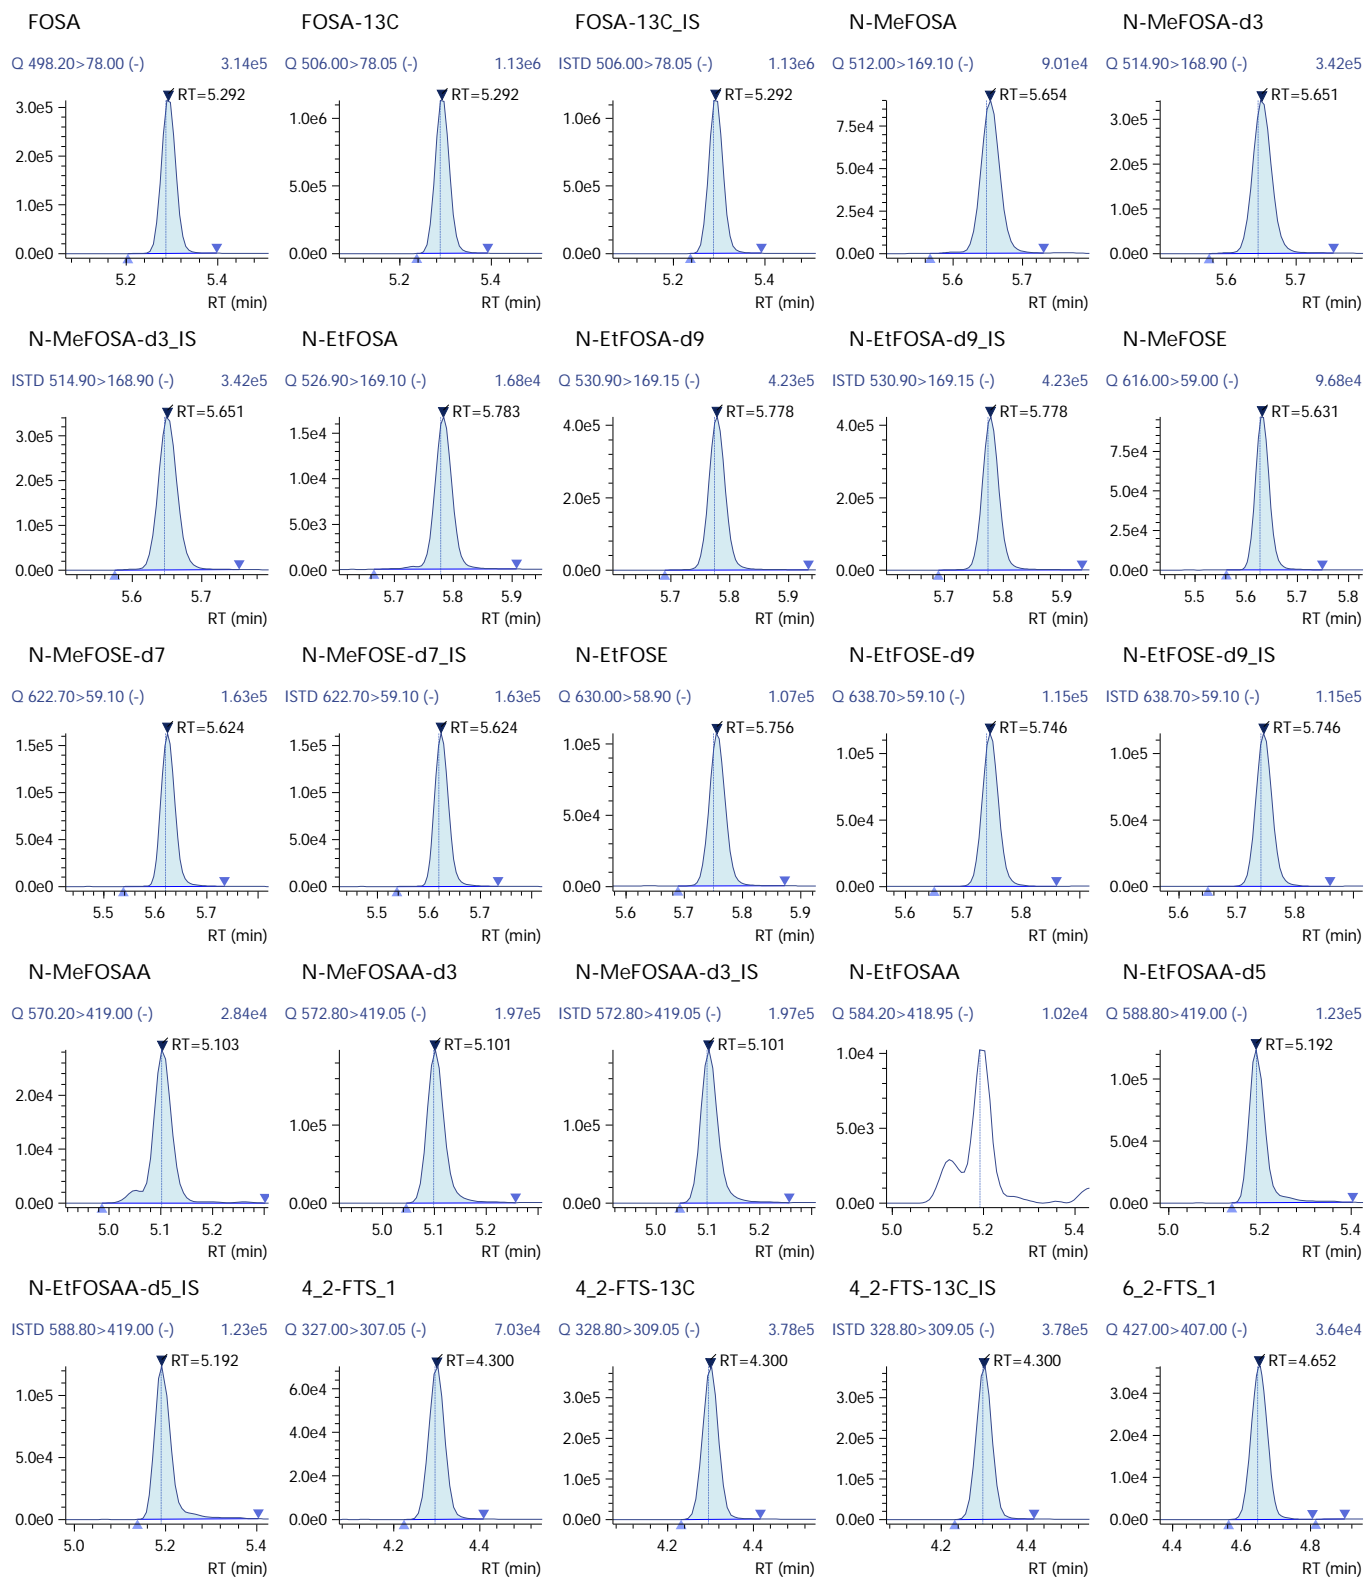 FOSA
Q 498.20>78.00 (-) 3.14e5
RT=5.292
3.0e5
2.0e5
1.0e5
0.0e0
5.2 5.4
RT (min)
FOSA-13C
Q 506.00>78.05 (-) 1.13e6
RT=5.292
1.0e6
5.0e5
0.0e0
5.2 5.4
RT (min)
FOSA-13C_IS
ISTD 506.00>78.05 (-) 1.13e6
RT=5.292
1.0e6
5.0e5
0.0e0
5.2 5.4
RT (min)
N-MeFOSA
Q 512.00>169.10 (-) 9.01e4
RT=5.654
7.5e4
5.0e4
2.5e4
0.0e0
5.6 5.7
RT (min)
N-MeFOSA-d3
Q 514.90>168.90 (-) 3.42e5
RT=5.651
3.0e5
2.0e5
1.0e5
0.0e0
5.6 5.7
RT (min)
N-MeFOSA-d3_IS
ISTD 514.90>168.90 (-) 3.42e5
RT=5.651
3.0e5
2.0e5
1.0e5
0.0e0
5.6 5.7
RT (min)
N-EtFOSA
Q 526.90>169.10 (-) 1.68e4
RT=5.783
1.5e4
1.0e4
5.0e3
0.0e0
5.7 5.8 5.9
RT (min)
N-EtFOSA-d9
Q 530.90>169.15 (-) 4.23e5
RT=5.778
4.0e5
2.0e5
0.0e0
5.7 5.8 5.9
RT (min)
N-EtFOSA-d9_IS
ISTD 530.90>169.15 (-) 4.23e5
RT=5.778
4.0e5
2.0e5
0.0e0
5.7 5.8 5.9
RT (min)
N-MeFOSE
Q 616.00>59.00 (-) 9.68e4
RT=5.631
7.5e4
5.0e4
2.5e4
0.0e0
5.5 5.6 5.7 5.8
RT (min)
N-MeFOSE-d7
Q 622.70>59.10 (-) 1.63e5
RT=5.624
1.5e5
1.0e5
5.0e4
0.0e0
5.5 5.6 5.7
RT (min)
N-MeFOSE-d7_IS
ISTD 622.70>59.10 (-) 1.63e5
RT=5.624
1.5e5
1.0e5
5.0e4
0.0e0
5.5 5.6 5.7
RT (min)
N-EtFOSE
Q 630.00>58.90 (-) 1.07e5
RT=5.756
1.0e5
5.0e4
0.0e0
5.6 5.7 5.8 5.9
RT (min)
N-EtFOSE-d9
Q 638.70>59.10 (-) 1.15e5
RT=5.746
1.0e5
5.0e4
0.0e0
5.6 5.7 5.8
RT (min)
N-EtFOSE-d9_IS
ISTD 638.70>59.10 (-) 1.15e5
RT=5.746
1.0e5
5.0e4
0.0e0
5.6 5.7 5.8
RT (min)
N-MeFOSAA
Q 570.20>419.00 (-) 2.84e4
RT=5.103
2.0e4
1.0e4
0.0e0
5.0 5.1 5.2
RT (min)
N-MeFOSAA-d3
Q 572.80>419.05 (-) 1.97e5
RT=5.101
1.0e5
0.0e0
5.0 5.1 5.2
RT (min)
N-MeFOSAA-d3_IS
ISTD 572.80>419.05 (-) 1.97e5
RT=5.101
1.0e5
0.0e0
5.0 5.1 5.2
RT (min)
N-EtFOSAA
Q 584.20>418.95 (-) 1.02e4
1.0e4
5.0e3
0.0e0
5.0 5.2 5.4
RT (min)
N-EtFOSAA-d5
Q 588.80>419.00 (-) 1.23e5
RT=5.192
1.0e5
5.0e4
0.0e0
5.0 5.2 5.4
RT (min)
N-EtFOSAA-d5_IS
ISTD 588.80>419.00 (-) 1.23e5
RT=5.192
1.0e5
5.0e4
0.0e0
5.0 5.2 5.4
RT (min)
4_2-FTS_1
Q 327.00>307.05 (-) 7.03e4
RT=4.300
6.0e4
4.0e4
2.0e4
0.0e0
4.2 4.4
RT (min)
4_2-FTS-13C
Q 328.80>309.05 (-) 3.78e5
RT=4.300
3.0e5
2.0e5
1.0e5
0.0e0
4.2 4.4
RT (min)
4_2-FTS-13C_IS
ISTD 328.80>309.05 (-) 3.78e5
RT=4.300
3.0e5
2.0e5
1.0e5
0.0e0
4.2 4.4
RT (min)
6_2-FTS_1
Q 427.00>407.00 (-) 3.64e4
RT=4.652
3.0e4
2.0e4
1.0e4
0.0e0
4.4 4.6 4.8
RT (min)